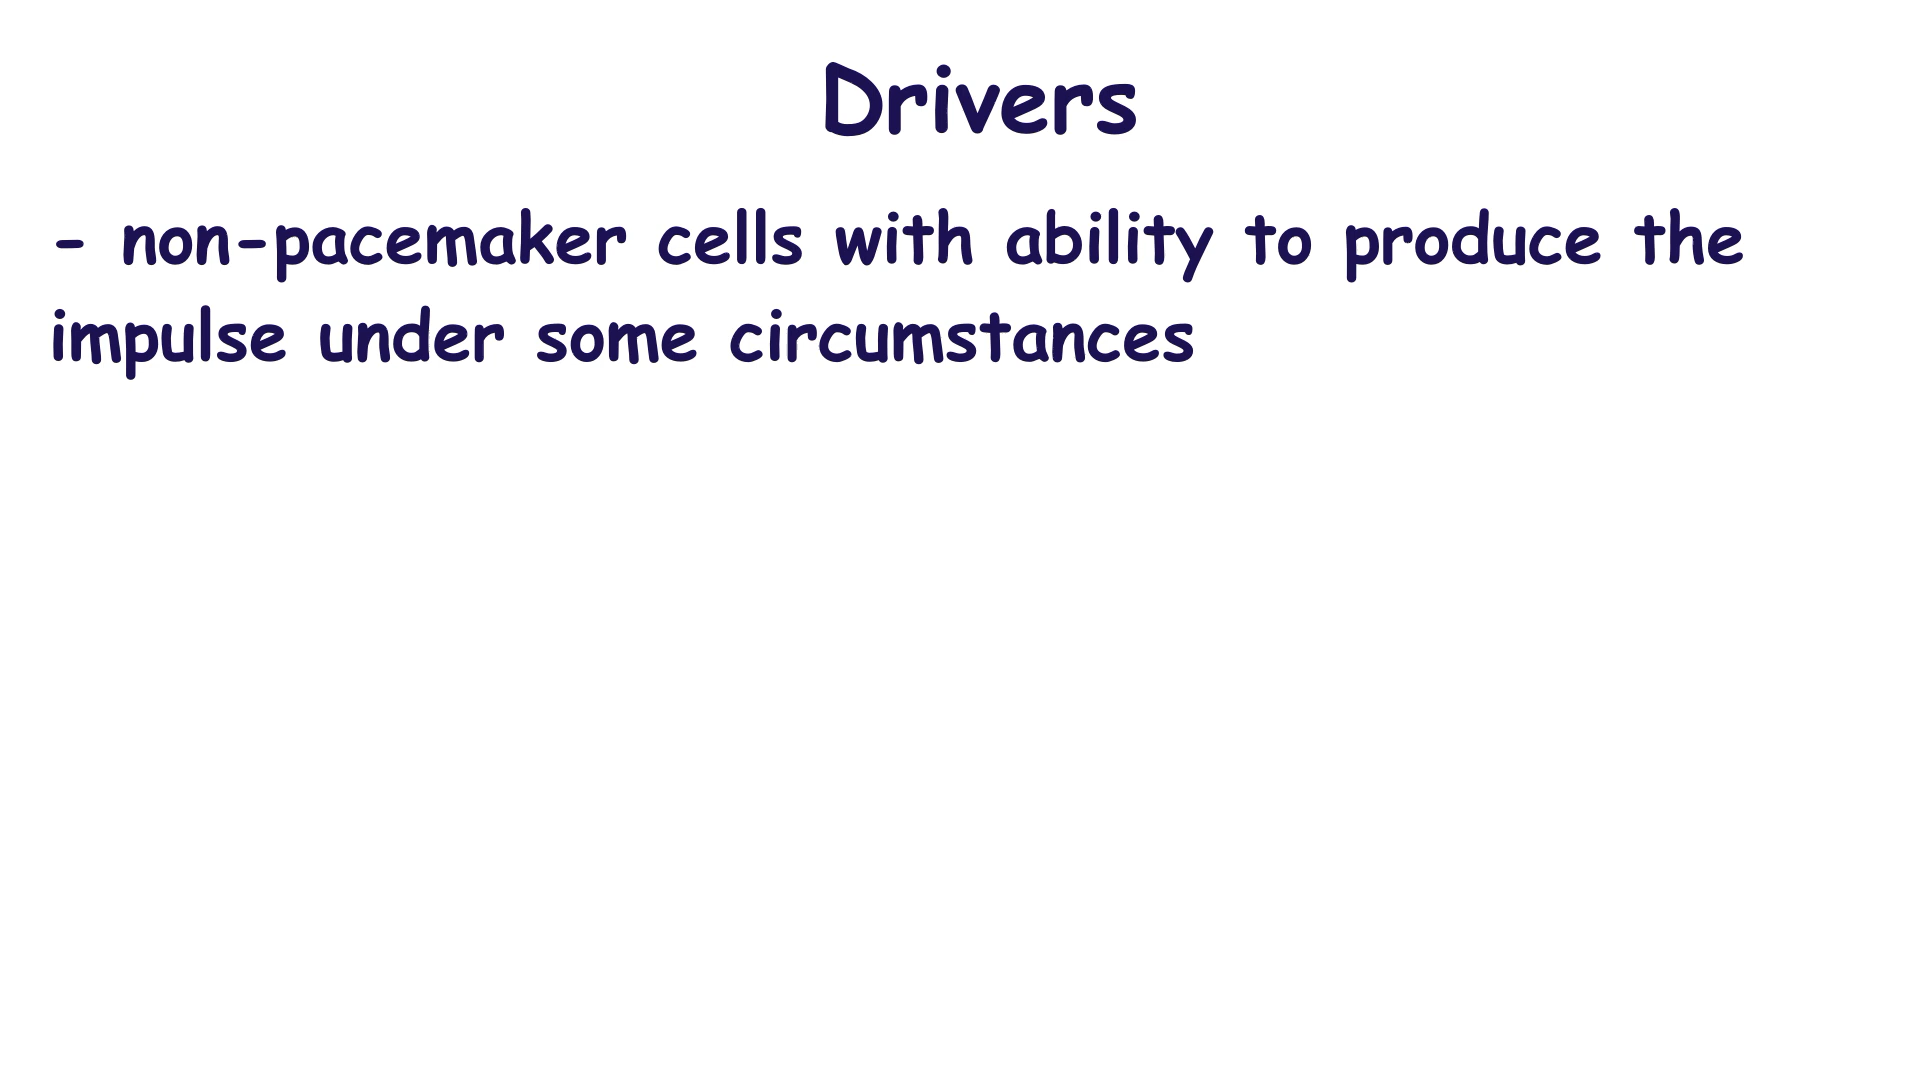 Drivers
- non-pacemaker cells with ability to produce the
impulse under some circumstances